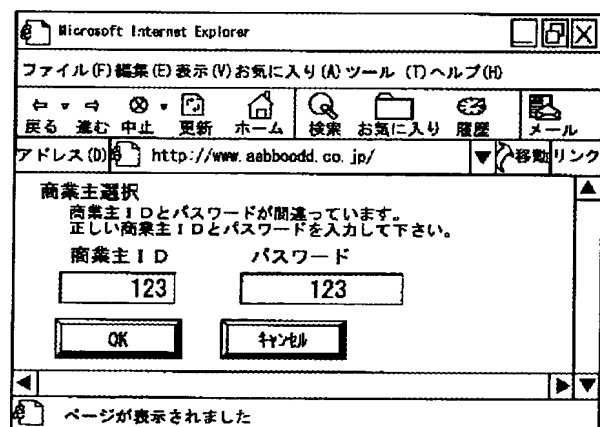 Microsoft Internet Explorer
ファイル(F)編集(E)表示(V)お気に入り(A)ツール (T)ヘルプ(H)
戻る 進む 中止 更新 ホーム 検索 お気に入り 履歴 メール
アドレス(D) http://www.aabboodd.co.jp/ 移動 リンク
商業主選択
商業主IDとパスワードが間違っています。
正しい商業主IDとパスワードを入力して下さい。
商業主ID パスワード
123 123
OK キャンセル
ページが表示されました